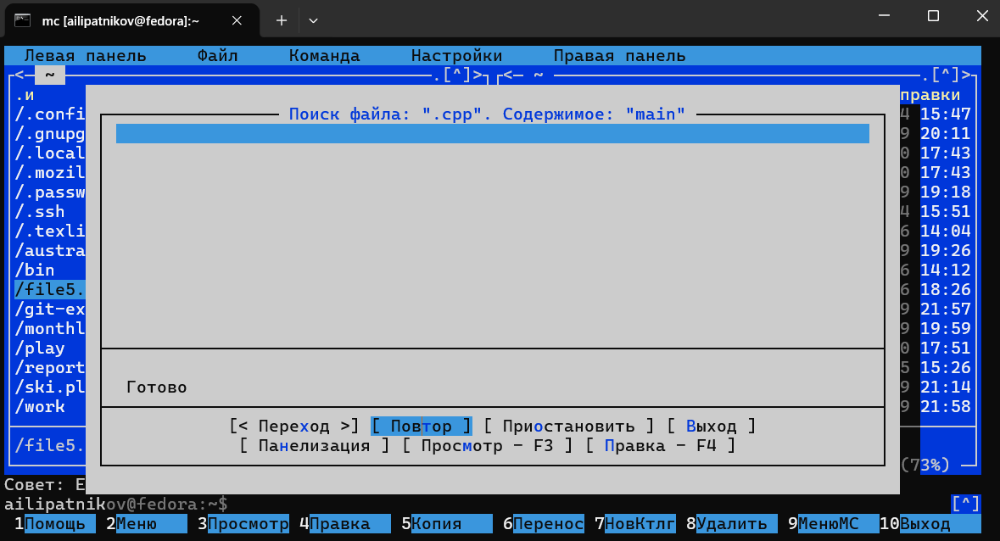 mc [ailipatnikov@fedora]:~
Левая панель Файл Команда Настройки Правая панель
<— ~ .[^]> <— ~ .[^]>
.и правки
/.confi 4 15:47
/.gnupg 9 20:11
/.local 0 17:43
/.mozil 0 17:43
/.passw 9 19:18
/.ssh 4 15:51
/.texli 6 14:04
/austra 9 19:26
/bin 6 14:12
/file5. 6 18:26
/git-ex 9 21:57
/monthl 9 19:59
/play 0 17:51
/report 5 15:26
/ski.pl 9 21:14
/work 9 21:58
/file5.
(73%)
Поиск файла: ".cpp". Содержимое: "main"
Готово
[< Переход >] [ Повтор ] [ Приостановить ] [ Выход ]
[ Панелизация ] [ Просмотр - F3 ] [ Правка - F4 ]
Совет: Е
ailipatnikov@fedora:~$ [^]
1Помощь 2Меню 3Просмотр 4Правка 5Копия 6Перенос 7НовКтлг 8Удалить 9МенюMC 10Выход